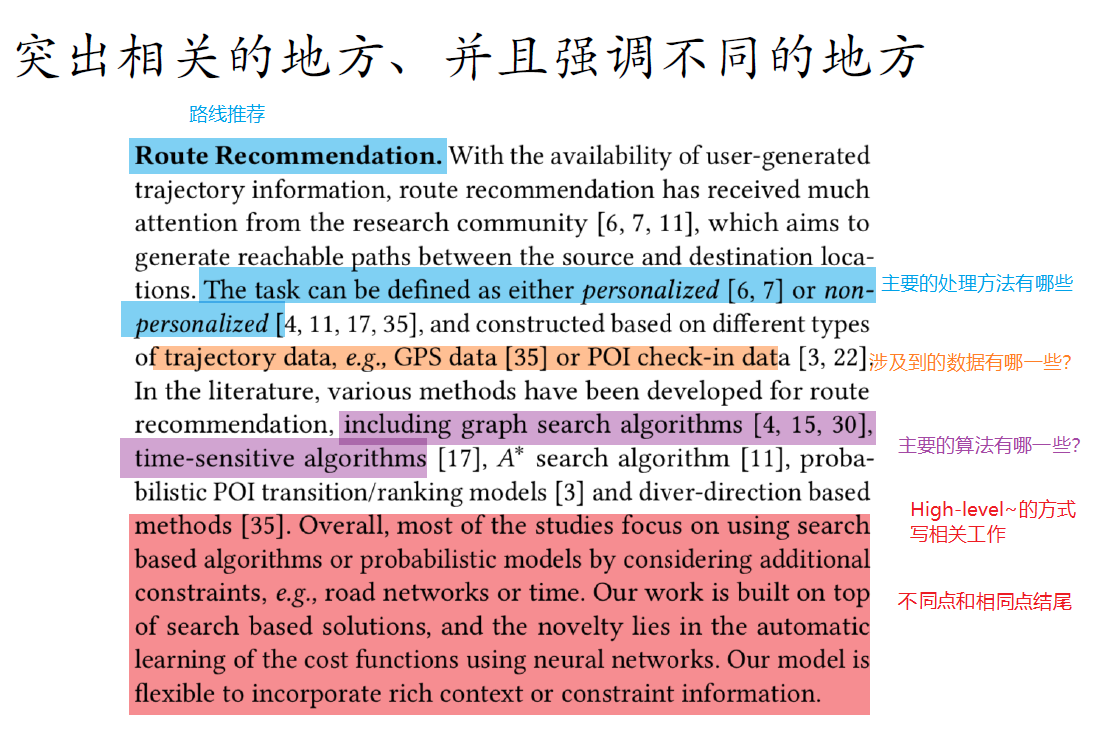 突出相关的地方、并且强调不同的地方
路线推荐
Route Recommendation. With the availability of user-generated
trajectory information, route recommendation has received much
attention from the research community [6, 7, 11], which aims to
generate reachable paths between the source and destination loca-
tions. The task can be defined as either personalized [6, 7] or non-
主要的处理方法有哪些
personalized [4, 11, 17, 35], and constructed based on different types
of trajectory data, e.g., GPS data [35] or POI check-in data [3, 22].
涉及到的数据有哪一些?
In the literature, various methods have been developed for route
recommendation, including graph search algorithms [4, 15, 30],
主要的算法有哪一些?
time-sensitive algorithms [17], A* search algorithm [11], proba-
bilistic POI transition/ranking models [3] and diver-direction based
methods [35]. Overall, most of the studies focus on using search
High-level~的方式
写相关工作
based algorithms or probabilistic models by considering additional
constraints, e.g., road networks or time. Our work is built on top
不同点和相同点结尾
of search based solutions, and the novelty lies in the automatic
learning of the cost functions using neural networks. Our model is
flexible to incorporate rich context or constraint information.